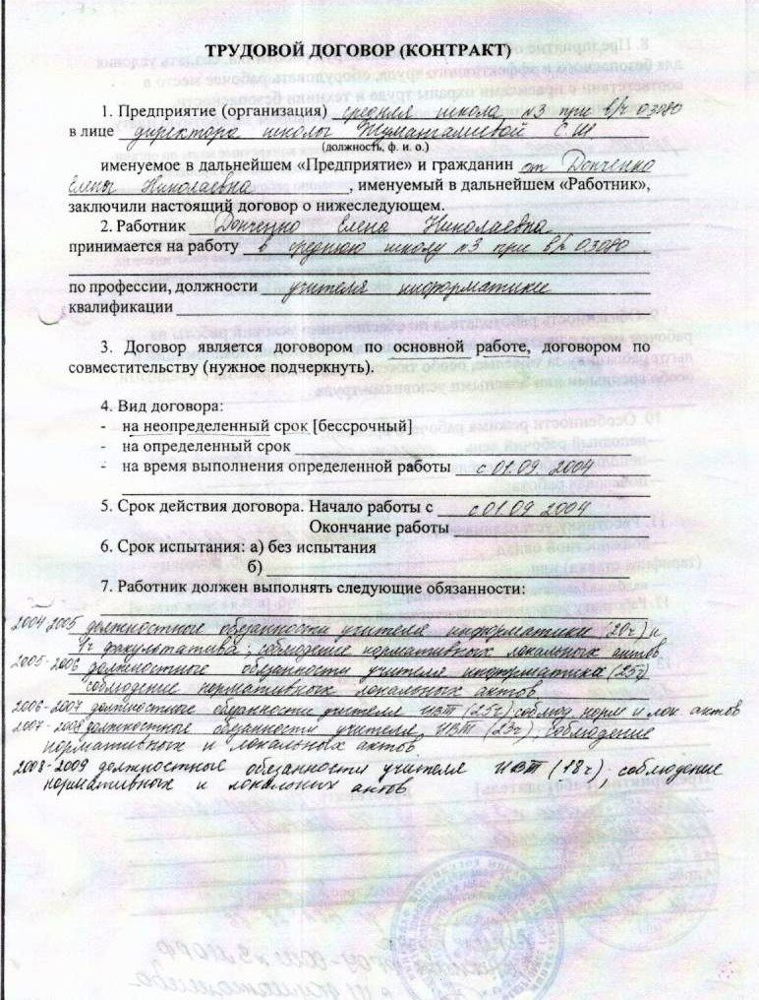 ТРУДОВОЙ ДОГОВОР (КОНТРАКТ)
1. Предприятие (организация) средняя школа №3 при в/ч 03080
в лице директора школы Жумангалиевой С.Ш
(должность, ф. и. о.)
именуемое в дальнейшем «Предприятие» и гражданин от Донченко
Елены Николаевна, именуемый в дальнейшем «Работник»,
заключили настоящий договор о нижеследующем.
2. Работник Донченко Елена Николаевна
принимается на работу в среднюю школу №3 при в/ч 03080
по профессии, должности учителя информатики
квалификации
3. Договор является договором по основной работе, договором по
совместительству (нужное подчеркнуть).
4. Вид договора:
- на неопределенный срок [бессрочный]
- на определенный срок
- на время выполнения определенной работы с 01.09. 2004
5. Срок действия договора. Начало работы с с 01.09 2004
Окончание работы
6. Срок испытания: а) без испытания
б)
7. Работник должен выполнять следующие обязанности:
2004-2005 должностные обязанности учителя информатики (20ч) и
1ч факультатива; соблюдение нормативных локальных актов.
2005-2006 должностные обязанности учителя информатика (25ч)
соблюдение нормативных локальных актов
2006-2007 должностные обязанности учителя ИВТ (25ч) соблюд норм и лок актов
2007-2008 должностные обязанности учителя ИВТ (23ч); соблюдение
нормативных и локальных актов
2008-2009 должностные обязанности учителя ИВТ (18ч); соблюдение
нормативных и локальных актов